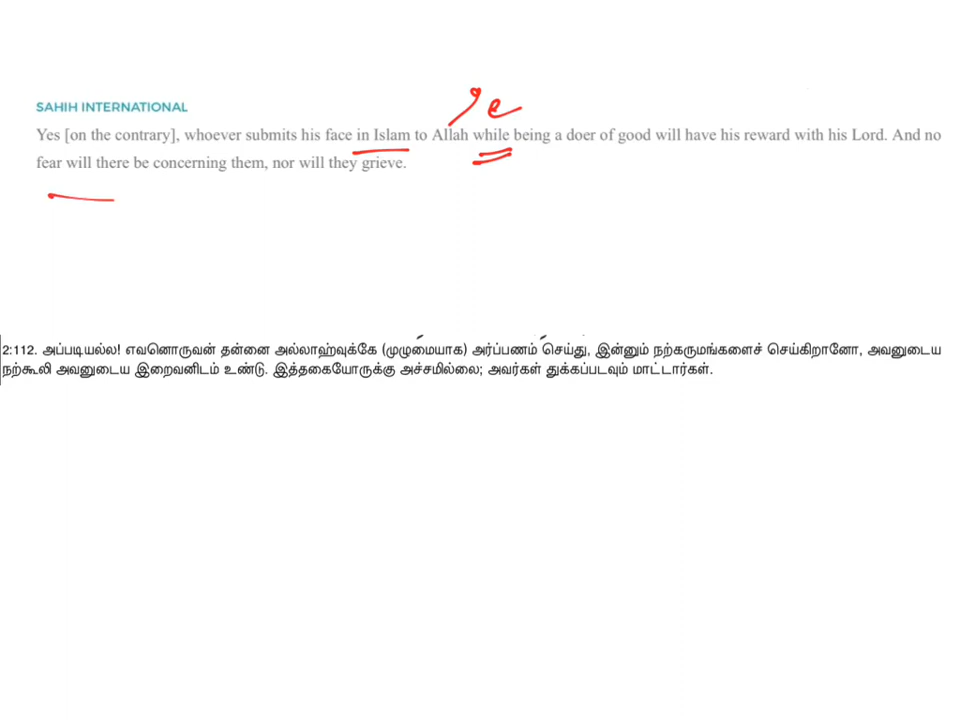 SAHIH INTERNATIONAL
Yes [on the contrary], whoever submits his face in Islam to Allah while being a doer of good will have his reward with his Lord. And no
fear will there be concerning them, nor will they grieve.
2:112. அப்படியல்ல! எவனொருவன் தன்னை அல்லாஹ்வுக்கே (முழுமையாக) அர்ப்பணம் செய்து, இன்னும் நற்கருமங்களைச் செய்கிறானோ, அவனுடைய
நற்கூலி அவனுடைய இறைவனிடம் உண்டு. இத்தகையோருக்கு அச்சமில்லை; அவர்கள் துக்கப்படவும் மாட்டார்கள்.